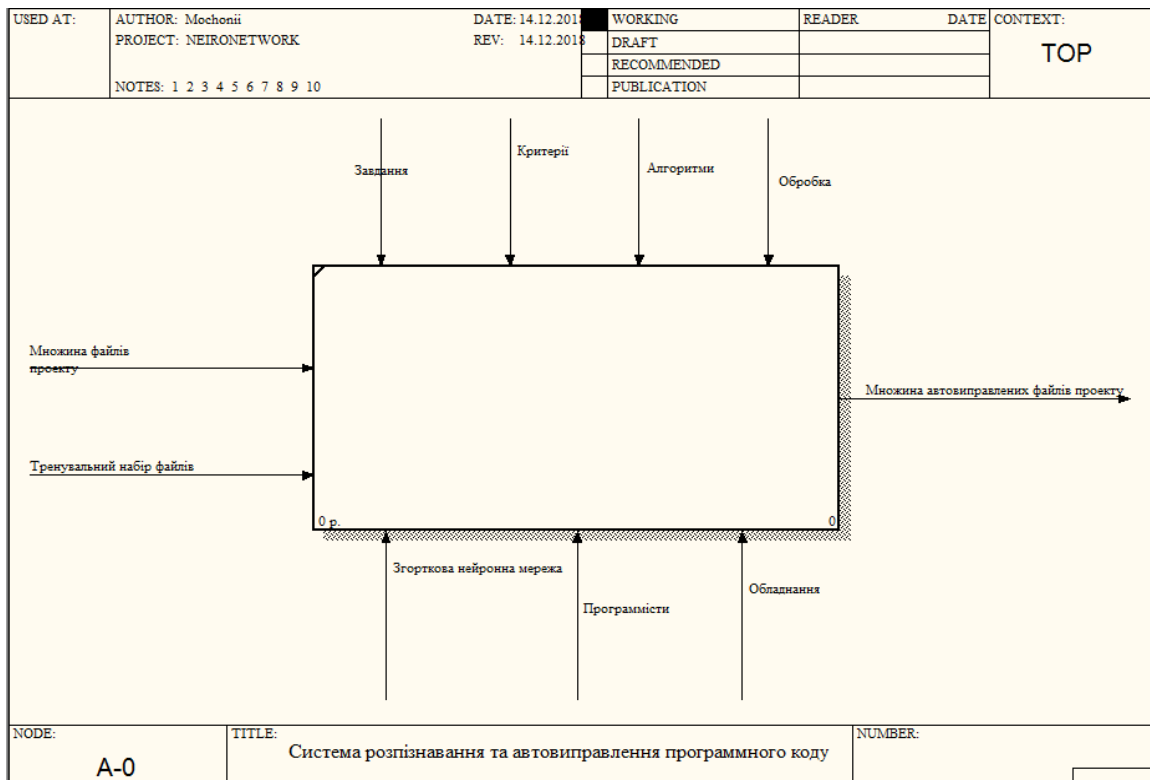 USED AT:
AUTHOR: Mochonii
DATE: 14.12.2018
WORKING
READER
DATE
CONTEXT:
PROJECT: NEIRONETWORK
REV: 14.12.2018
DRAFT
TOP
RECOMMENDED
NOTES: 1 2 3 4 5 6 7 8 9 10
PUBLICATION
Завдання
Критерії
Алгоритми
Обробка
Множина файлів
проекту
Множина автовиправлених файлів проекту
Тренувальний набір файлів
0 р.
0
Згорткова нейронна мережа
Программісти
Обладнання
NODE:
A-0
TITLE:
Система розпізнавання та автовиправлення программного коду
NUMBER: